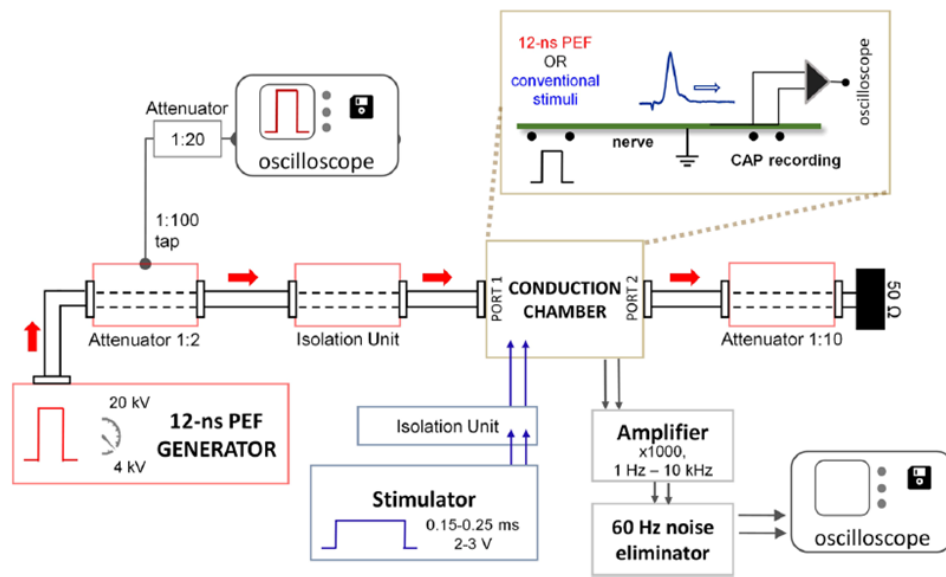 12-ns PEF
OR
conventional
stimuli
nerve
CAP recording
oscilloscope
Attenuator
1:20
oscilloscope
1:100
tap
Attenuator 1:2
Isolation Unit
PORT 1
CONDUCTION
CHAMBER
PORT 2
Attenuator 1:10
50 Ω
20 kV
4 kV
12-ns PEF
GENERATOR
Isolation Unit
Stimulator
0.15-0.25 ms
2-3 V
Amplifier
x1000,
1 Hz – 10 kHz
60 Hz noise
eliminator
oscilloscope